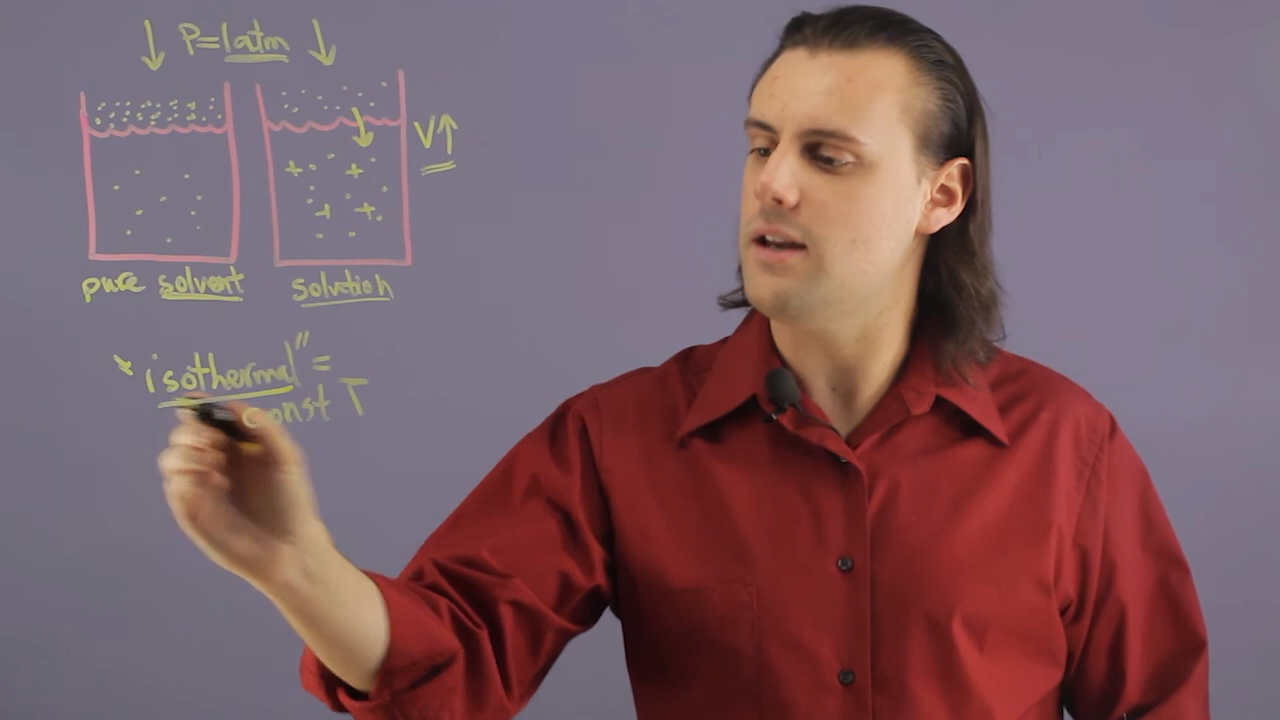 ↓ P=1atm ↓
V↑
pure solvent
solution
"isothermal" =
const T